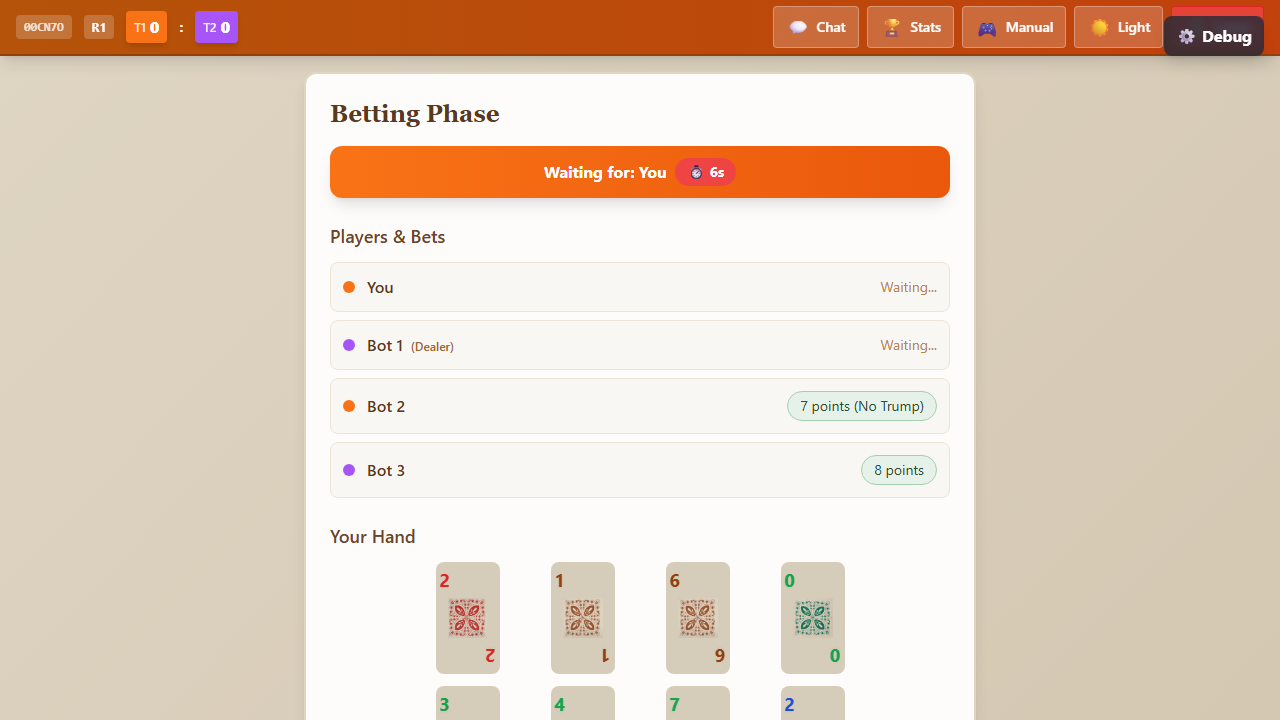 00CN7O R1 T1 0 : T2 0 Chat Stats Manual Light Debug
Betting Phase
Waiting for: You 6s
Players & Bets
You Waiting...
Bot 1 (Dealer) Waiting...
Bot 2 7 points (No Trump)
Bot 3 8 points
Your Hand
2 1 6 0
2 1 6 0
3 4 7 2